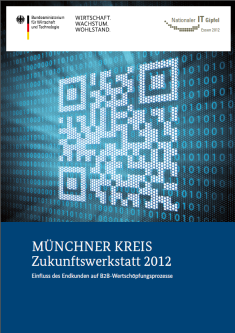 Bundesministerium
für Wirtschaft
und Technologie
WIRTSCHAFT.
WACHSTUM.
WOHLSTAND.
Nationaler IT Gipfel
Essen 2012
MÜNCHNER KREIS
Zukunftswerkstatt 2012
Einfluss des Endkunden auf B2B-Wertschöpfungsprozesse